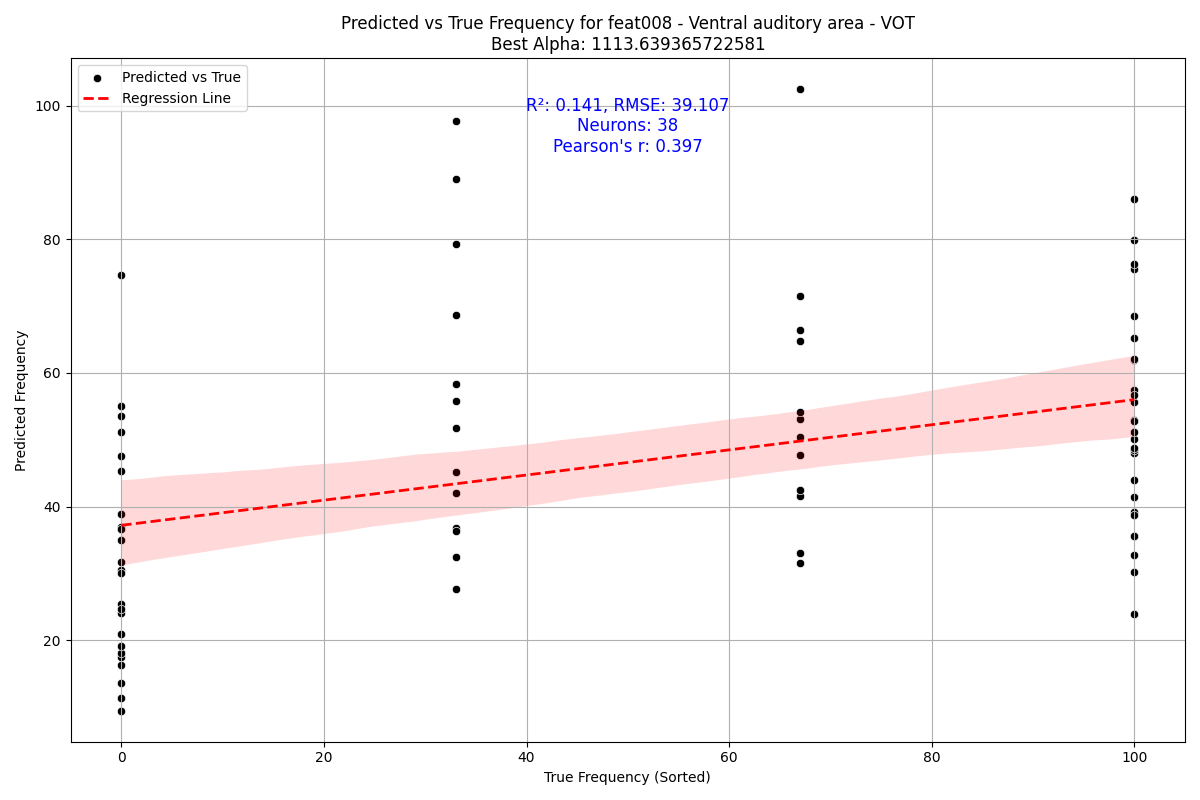 Predicted vs True Frequency for feat008 - Ventral auditory area - VOT
Best Alpha: 1113.639365722581
Predicted vs True
Regression Line
R²: 0.141, RMSE: 39.107
Neurons: 38
Pearson's r: 0.397
Predicted Frequency
100
80
60
40
20
0
20
40
60
80
100
True Frequency (Sorted)